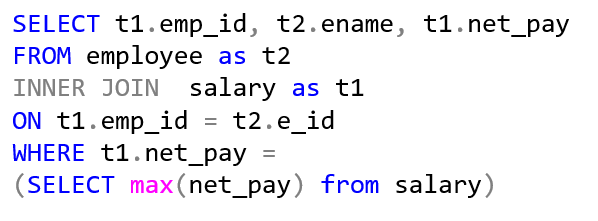 SELECT t1.emp_id, t2.ename, t1.net_pay
FROM employee as t2
INNER JOIN  salary as t1
ON t1.emp_id = t2.e_id
WHERE t1.net_pay =
(SELECT max(net_pay) from salary)